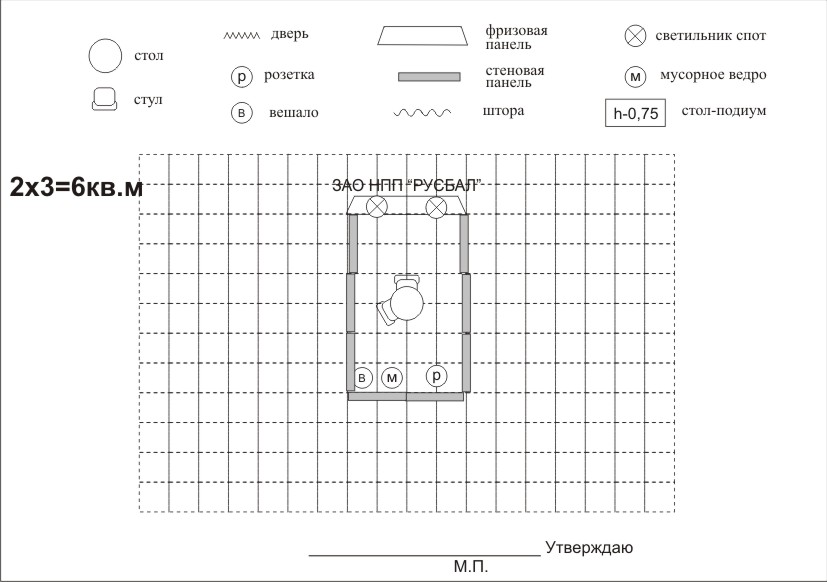 дверь
фризовая
панель
светильник спот
стол
р
розетка
стеновая
панель
м
мусорное ведро
стул
в
вешало
штора
h-0,75
стол-подиум
2х3=6кв.м
ЗАО НПП "РУСБАЛ"
в
м
р
Утверждаю
М.П.